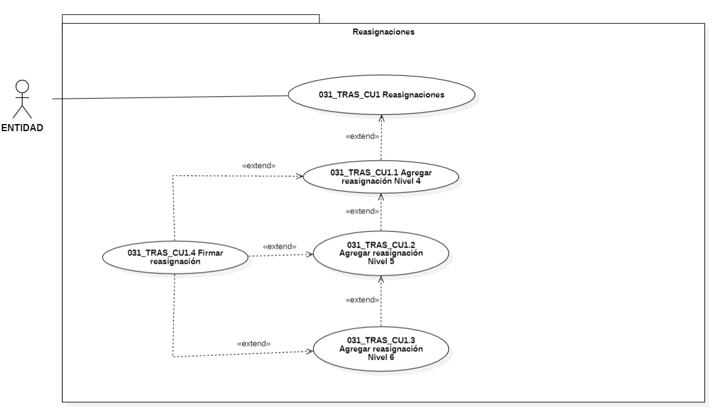 Reasignaciones
031_TRAS_CU1 Reasignaciones
ENTIDAD
«extend»
«extend»
031_TRAS_CU1.1 Agregar
reasignación Nivel 4
«extend»
031_TRAS_CU1.4 Firmar
reasignación
«extend»
031_TRAS_CU1.2
Agregar reasignación
Nivel 5
«extend»
«extend»
031_TRAS_CU1.3
Agregar reasignación
Nivel 6